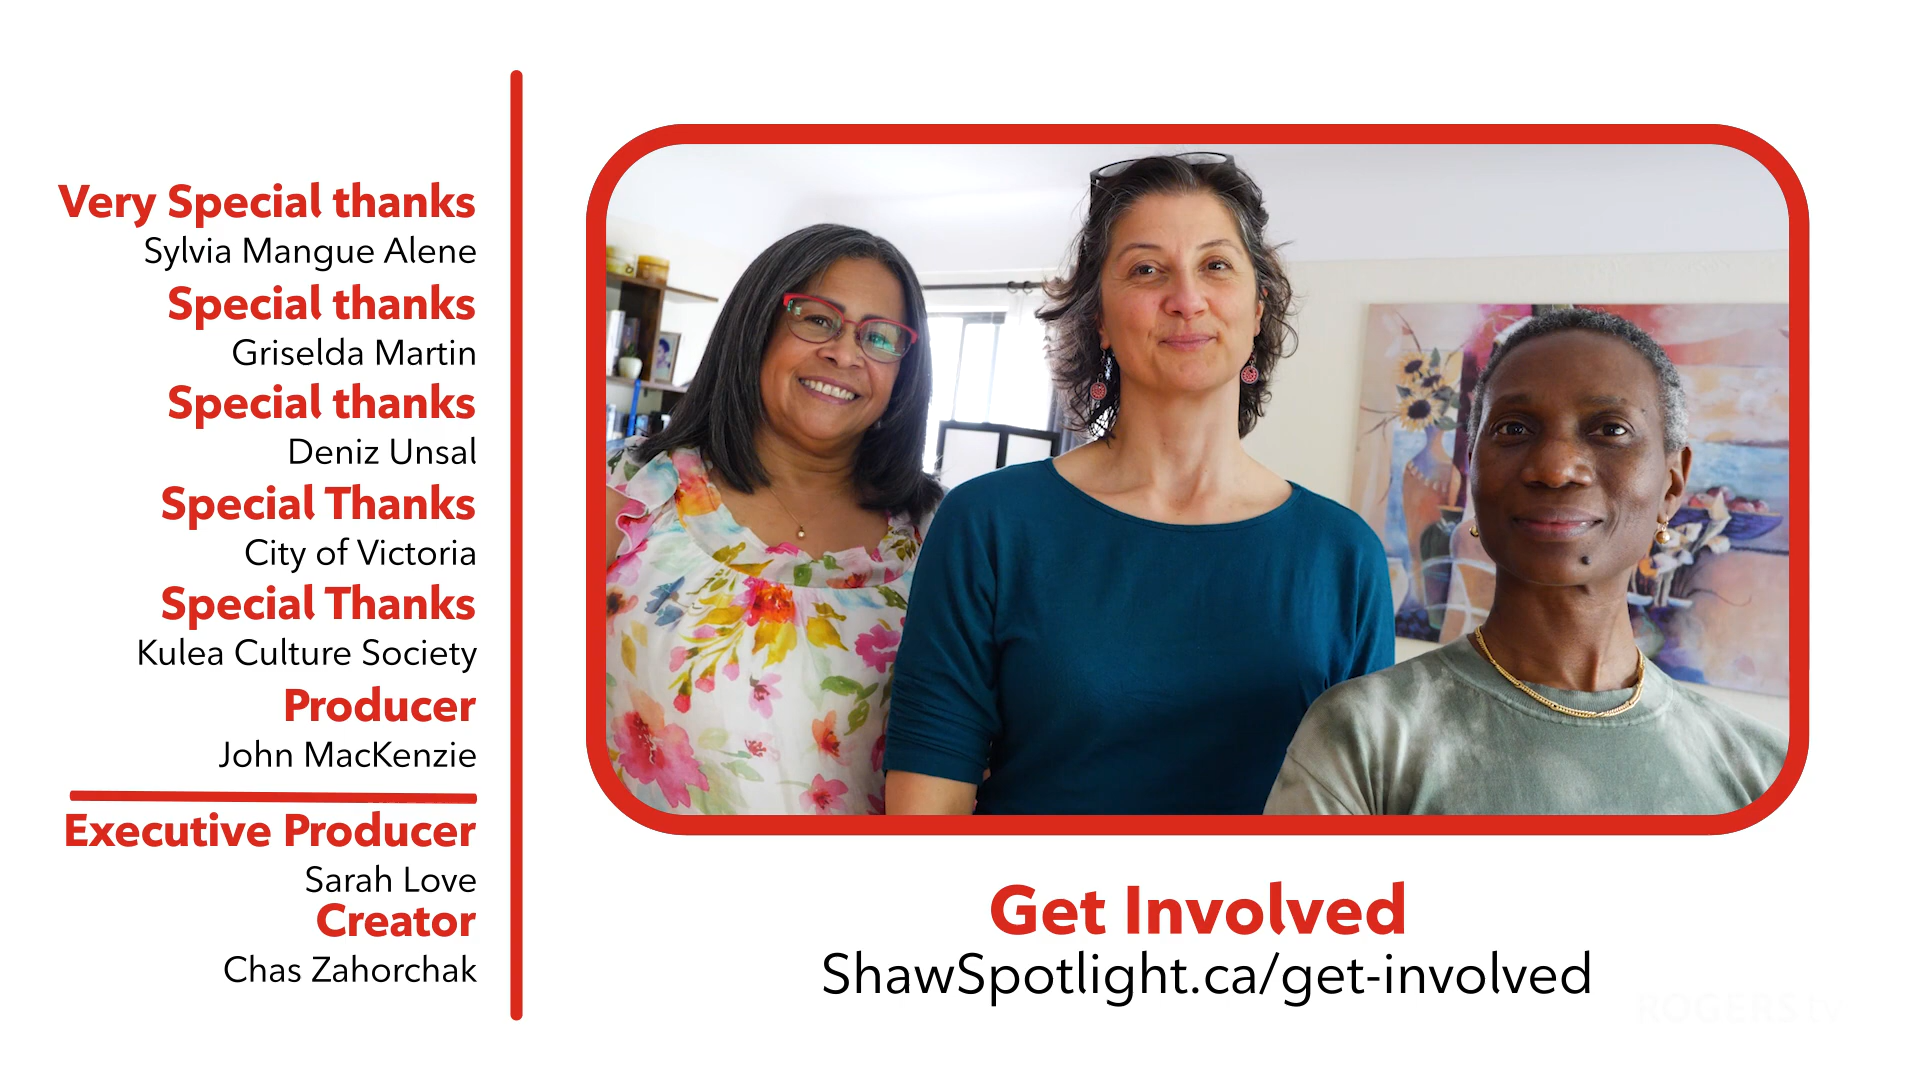 Very Special thanks
Sylvia Mangue Alene
Special thanks
Griselda Martin
Special thanks
Deniz Unsal
Special Thanks
City of Victoria
Special Thanks
Kulea Culture Society
Producer
John MacKenzie
Executive Producer
Sarah Love
Creator
Chas Zahorchak
Get Involved
ShawSpotlight.ca/get-involved
ROGERS tv